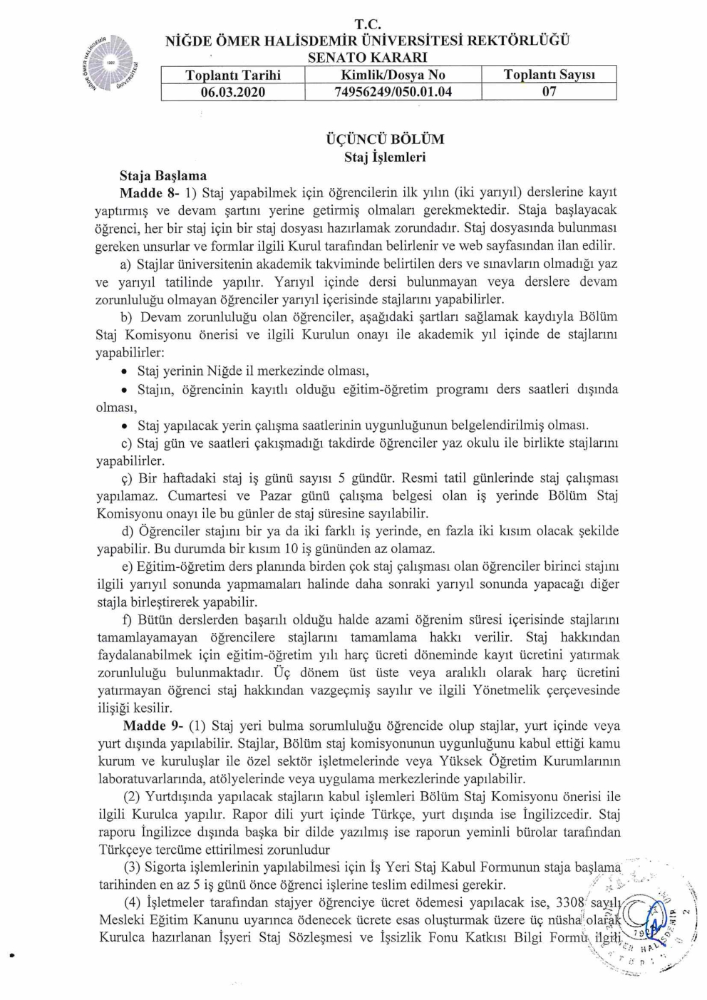 T.C.
NİĞDE ÖMER HALİSDEMİR ÜNİVERSİTESİ REKTÖRLÜĞÜ
SENATO KARARI
Toplantı Tarihi Kimlik/Dosya No Toplantı Sayısı
06.03.2020 74956249/050.01.04 07
NİĞDE ÖMER HALİSDEMİR ÜNİVERSİTESİ
1992
ÜÇÜNCÜ BÖLÜM
Staj İşlemleri
Staja Başlama
Madde 8- 1) Staj yapabilmek için öğrencilerin ilk yılın (iki yarıyıl) derslerine kayıt
yaptırmış ve devam şartını yerine getirmiş olmaları gerekmektedir. Staja başlayacak
öğrenci, her bir staj için bir staj dosyası hazırlamak zorundadır. Staj dosyasında bulunması
gereken unsurlar ve formlar ilgili Kurul tarafından belirlenir ve web sayfasından ilan edilir.
a) Stajlar üniversitenin akademik takviminde belirtilen ders ve sınavların olmadığı yaz
ve yarıyıl tatilinde yapılır. Yarıyıl içinde dersi bulunmayan veya derslere devam
zorunluluğu olmayan öğrenciler yarıyıl içerisinde stajlarını yapabilirler.
b) Devam zorunluluğu olan öğrenciler, aşağıdaki şartları sağlamak kaydıyla Bölüm
Staj Komisyonu önerisi ve ilgili Kurulun onayı ile akademik yıl içinde de stajlarını
yapabilirler:
• Staj yerinin Niğde il merkezinde olması,
• Stajın, öğrencinin kayıtlı olduğu eğitim-öğretim programı ders saatleri dışında
olması,
• Staj yapılacak yerin çalışma saatlerinin uygunluğunun belgelendirilmiş olması.
c) Staj gün ve saatleri çakışmadığı takdirde öğrenciler yaz okulu ile birlikte stajlarını
yapabilirler.
ç) Bir haftadaki staj iş günü sayısı 5 gündür. Resmi tatil günlerinde staj çalışması
yapılamaz. Cumartesi ve Pazar günü çalışma belgesi olan iş yerinde Bölüm Staj
Komisyonu onayı ile bu günler de staj süresine sayılabilir.
d) Öğrenciler stajını bir ya da iki farklı iş yerinde, en fazla iki kısım olacak şekilde
yapabilir. Bu durumda bir kısım 10 iş gününden az olamaz.
e) Eğitim-öğretim ders planında birden çok staj çalışması olan öğrenciler birinci stajını
ilgili yarıyıl sonunda yapmamaları halinde daha sonraki yarıyıl sonunda yapacağı diğer
stajla birleştirerek yapabilir.
f) Bütün derslerden başarılı olduğu halde azami öğrenim süresi içerisinde stajlarını
tamamlayamayan öğrencilere stajlarını tamamlama hakkı verilir. Staj hakkından
faydalanabilmek için eğitim-öğretim yılı harç ücreti döneminde kayıt ücretini yatırmak
zorunluluğu bulunmaktadır. Üç dönem üst üste veya aralıklı olarak harç ücretini
yatırmayan öğrenci staj hakkından vazgeçmiş sayılır ve ilgili Yönetmelik çerçevesinde
ilişiği kesilir.
Madde 9- (1) Staj yeri bulma sorumluluğu öğrencide olup stajlar, yurt içinde veya
yurt dışında yapılabilir. Stajlar, Bölüm staj komisyonunun uygunluğunu kabul ettiği kamu
kurum ve kuruluşlar ile özel sektör işletmelerinde veya Yüksek Öğretim Kurumlarının
laboratuvarlarında, atölyelerinde veya uygulama merkezlerinde yapılabilir.
(2) Yurtdışında yapılacak stajların kabul işlemleri Bölüm Staj Komisyonu önerisi ile
ilgili Kurulca yapılır. Rapor dili yurt içinde Türkçe, yurt dışında ise İngilizcedir. Staj
raporu İngilizce dışında başka bir dilde yazılmış ise raporun yeminli bürolar tarafından
Türkçeye tercüme ettirilmesi zorunludur
(3) Sigorta işlemlerinin yapılabilmesi için İş Yeri Staj Kabul Formunun staja başlama
tarihinden en az 5 iş günü önce öğrenci işlerine teslim edilmesi gerekir.
(4) İşletmeler tarafından stajyer öğrenciye ücret ödemesi yapılacak ise, 3308 sayılı
Mesleki Eğitim Kanunu uyarınca ödenecek ücrete esas oluşturmak üzere üç nüsha olarak
Kurulca hazırlanan İşyeri Staj Sözleşmesi ve İşsizlik Fonu Katkısı Bilgi Formu ilgili